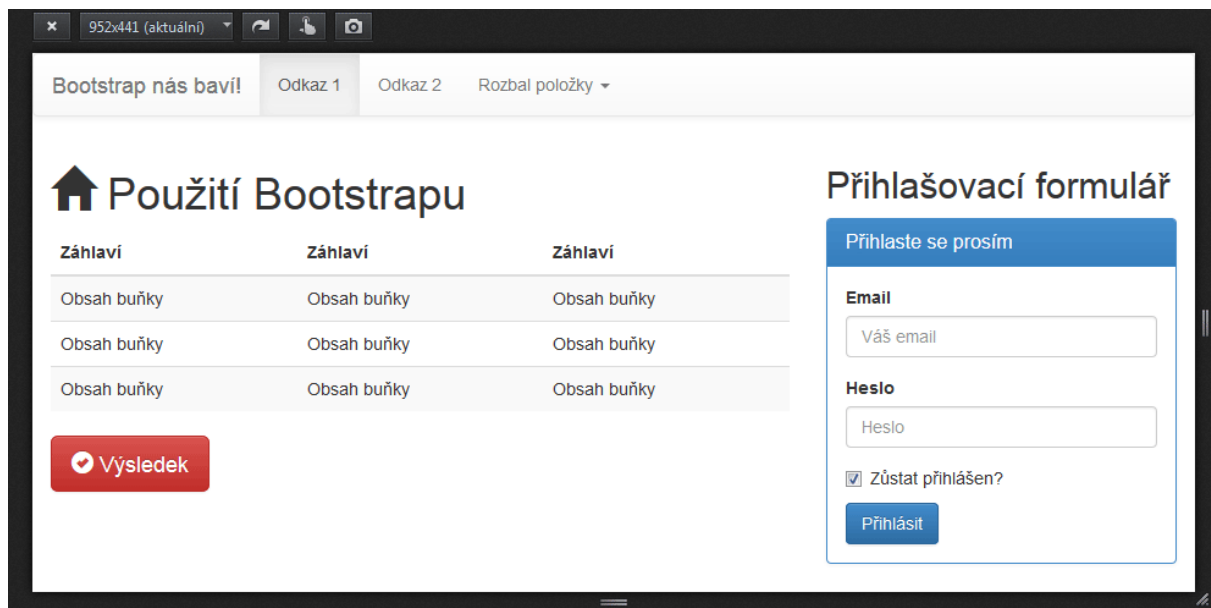 952x441 (aktuální)
Bootstrap nás baví! Odkaz 1 Odkaz 2 Rozbal položky
Použití Bootstrapu
Záhlaví Záhlaví Záhlaví
Obsah buňky Obsah buňky Obsah buňky
Obsah buňky Obsah buňky Obsah buňky
Obsah buňky Obsah buňky Obsah buňky
Výsledek
Přihlašovací formulář
Přihlaste se prosím
Email
Váš email
Heslo
Heslo
Zůstat přihlášen?
Přihlásit